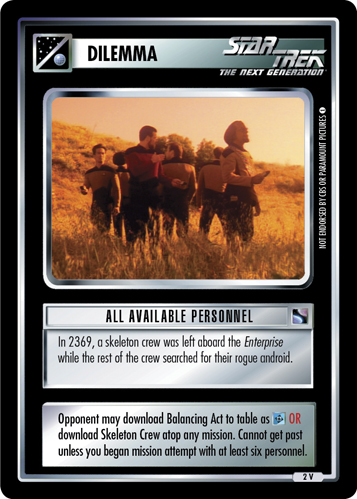 DILEMMA
STAR TREK
THE NEXT GENERATION
NOT ENDORSED BY CBS OR PARAMOUNT PICTURES
ALL AVAILABLE PERSONNEL
In 2369, a skeleton crew was left aboard the Enterprise
while the rest of the crew searched for their rogue android.
Opponent may download Balancing Act to table as OR
download Skeleton Crew atop any mission. Cannot get past
unless you began mission attempt with at least six personnel.
2 V